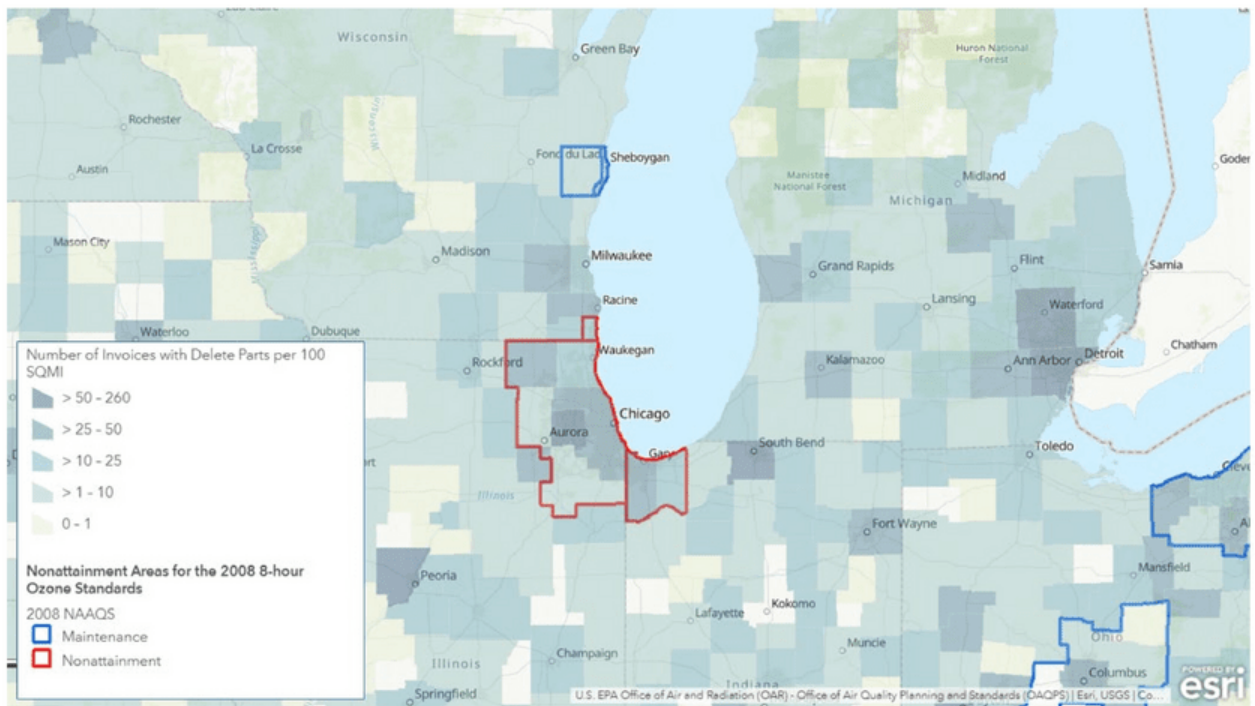 Wisconsin
Green Bay
Huron National
Forest
Rochester
Wisconsin
La Crosse
Fond du Lac
Sheboygan
Austin
Manistee
National Forest
Midland
Michigan
Mason City
Mississippi
Madison
Milwaukee
Grand Rapids
Flint
Sarnia
Racine
Lansing
Waterford
Waterloo
Dubuque
Waukegan
Rockford
Kalamazoo
Ann Arbor
Detroit
Chatham
Chicago
Aurora
Gary
South Bend
Toledo
Illinois
Fort Wayne
Mansfield
Peoria
Lafayette
Kokomo
Muncie
Ohio
Columbus
Illinois
Champaign
Indiana
Springfield
Number of Invoices with Delete Parts per 100
SQMI
> 50 - 260
> 25 - 50
> 10 - 25
> 1 - 10
0 - 1
Nonattainment Areas for the 2008 8-hour
Ozone Standards
2008 NAAQS
Maintenance
Nonattainment
U.S. EPA Office of Air and Radiation (OAR) - Office of Air Quality Planning and Standards (OAQPS) | Esri, USGS | Co...
POWERED BY
esri